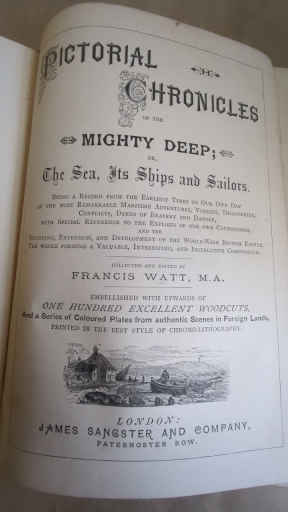 PICTORIAL
CHRONICLES
OF THE
MIGHTY DEEP;
OR,
The Sea, Its Ships and Sailors.
BEING A RECORD FROM THE EARLIEST TIMES TO OUR OWN DAY
OF THE MOST REMARKABLE MARITIME ADVENTURES, VOYAGES, DISCOVERIES,
CONFLICTS, DEEDS OF BRAVERY AND DANGER,
WITH SPECIAL REFERENCE TO THE EXPLOITS OF OUR OWN COUNTRYMEN,
AND THE
BEGINNING, EXTENSION, AND DEVELOPMENT OF THE WORLD-WIDE BRITISH EMPIRE,
THE WHOLE FORMING A VALUABLE, INTERESTING, AND INSTRUCTIVE COMPENDIUM.
COLLECTED AND EDITED BY
FRANCIS WATT, M.A.
EMBELLISHED WITH UPWARDS OF
ONE HUNDRED EXCELLENT WOODCUTS,
And a Series of Coloured Plates from authentic Scenes in Foreign Lands,
PRINTED IN THE BEST STYLE OF CHROMO-LITHOGRAPHY.
LONDON:
JAMES SANGSTER AND COMPANY,
PATERNOSTER ROW.